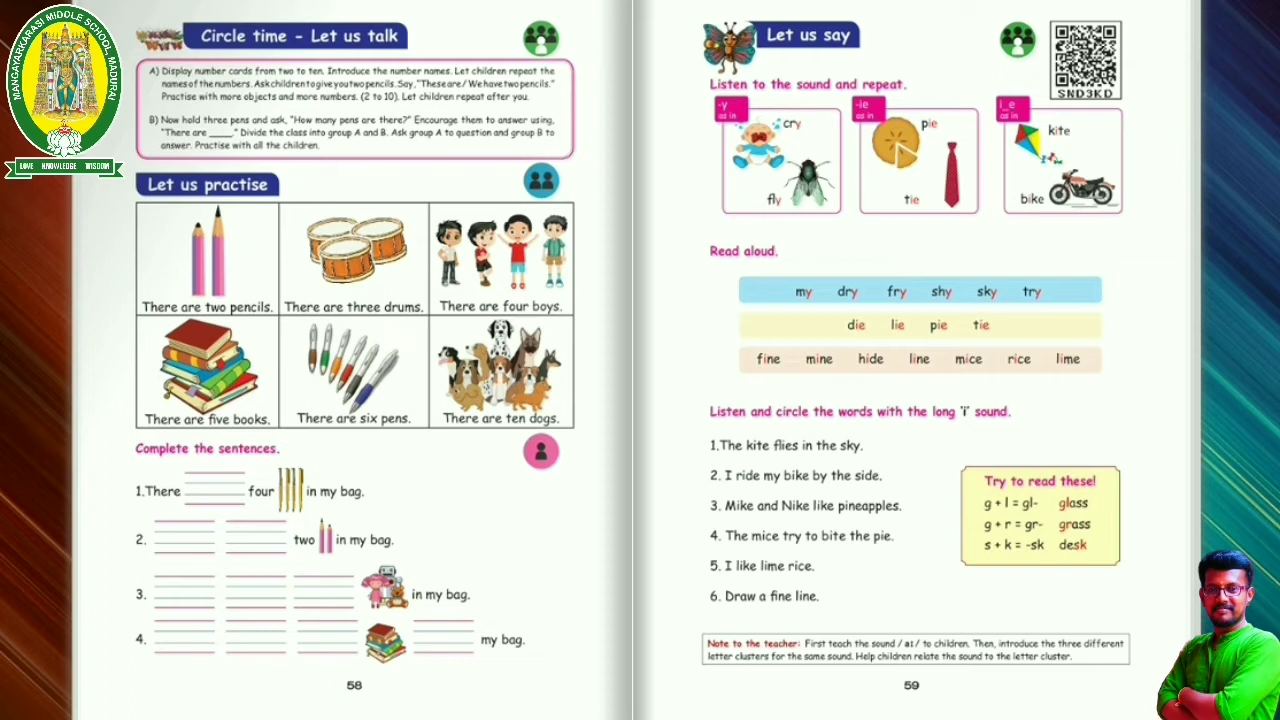 MANGAYARKARASI MIDDLE SCHOOL, MADURAI
LOVE KNOWLEDGE WISDOM
Circle time - Let us talk
A) Display number cards from two to ten. Introduce the number names. Let children repeat the
names of the numbers. Ask children to give you two pencils. Say, "These are / We have two pencils."
Practise with more objects and more numbers. (2 to 10). Let children repeat after you.
B) Now hold three pens and ask, "How many pens are there?" Encourage them to answer using,
"There are ____." Divide the class into group A and B. Ask group A to question and group B to
answer. Practise with all the children.
Let us practise
There are two pencils.
There are three drums.
There are four boys.
There are five books.
There are six pens.
There are ten dogs.
Complete the sentences.
1.There four in my bag.
2. two in my bag.
3. in my bag.
4. my bag.
58
Let us say
SND3KD
Listen to the sound and repeat.
-y
as in
cry
fly
-ie
as in
pie
tie
i_e
as in
kite
bike
Read aloud.
my dry fry shy sky try
die lie pie tie
fine mine hide line mice rice lime
Listen and circle the words with the long 'i' sound.
1.The kite flies in the sky.
2. I ride my bike by the side.
3. Mike and Nike like pineapples.
4. The mice try to bite the pie.
5. I like lime rice.
6. Draw a fine line.
Try to read these!
g + l = gl- glass
g + r = gr- grass
s + k = -sk desk
Note to the teacher: First teach the sound / aɪ / to children. Then, introduce the three different
letter clusters for the same sound. Help children relate the sound to the letter cluster.
59